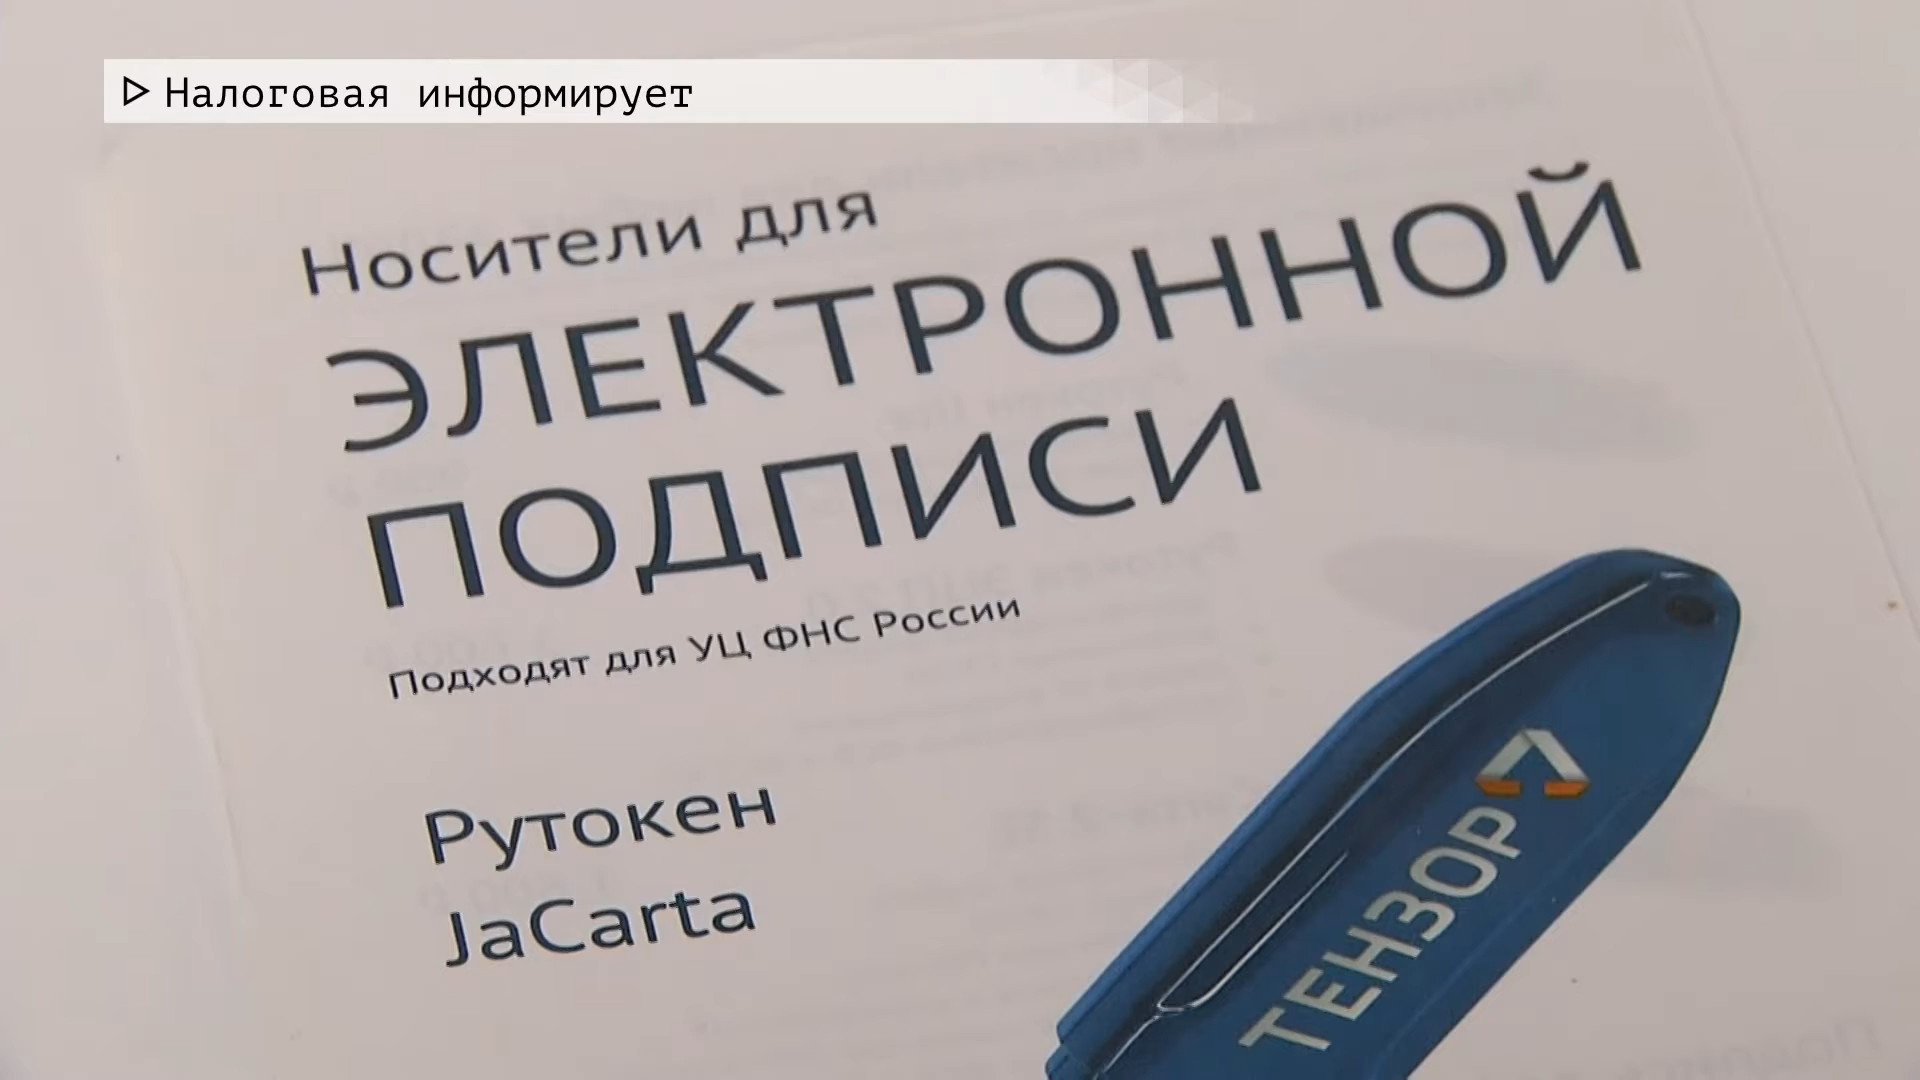 Налоговая информирует
Носители для
ЭЛЕКТРОННОЙ
ПОДПИСИ
Подходят для УЦ ФНС России
Рутокен
JaCarta
ТЕНЗОР